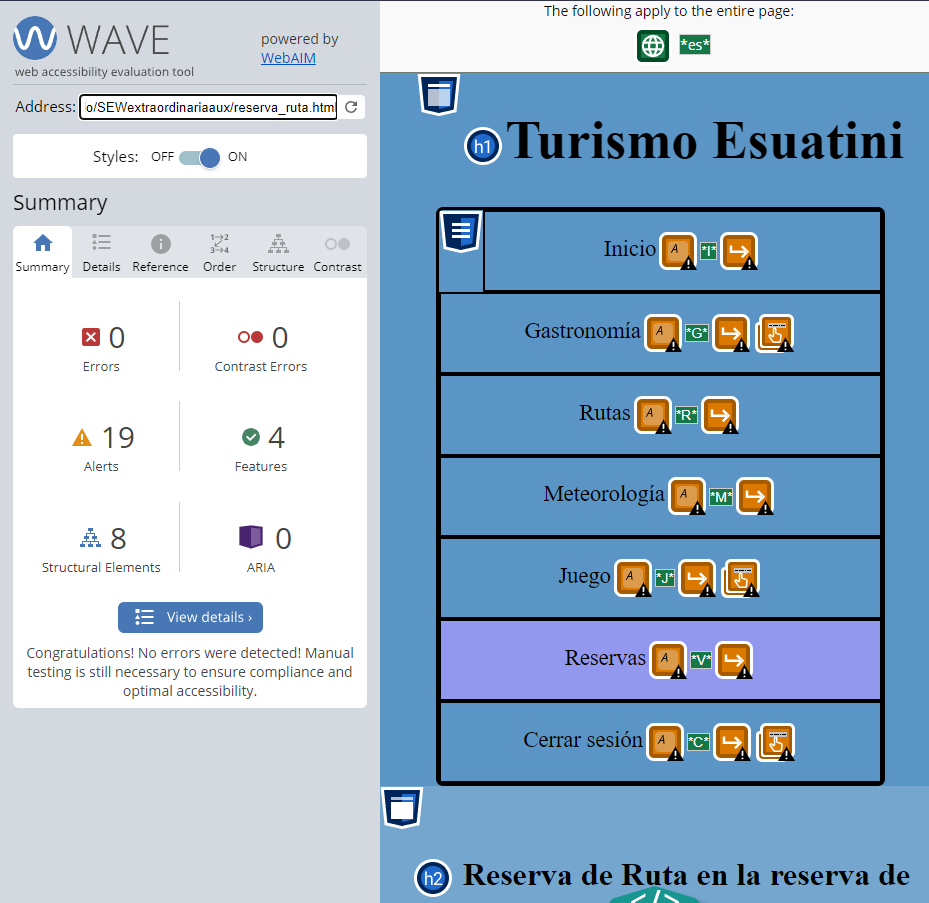 WAVE
web accessibility evaluation tool
powered by
WebAIM
Address: o/SEWextraordinariaaux/reserva_ruta.html
Styles: OFF ON
Summary
Summary Details Reference Order Structure Contrast
0 Errors
0 Contrast Errors
19 Alerts
4 Features
8 Structural Elements
0 ARIA
View details ›
Congratulations! No errors were detected! Manual
testing is still necessary to ensure compliance and
optimal accessibility.
The following apply to the entire page:
*es*
h1 Turismo Esuatini
Inicio A *I*
Gastronomía A *G*
Rutas A *R*
Meteorología A *M*
Juego A *J*
Reservas A *V*
Cerrar sesión A *C*
h2 Reserva de Ruta en la reserva de